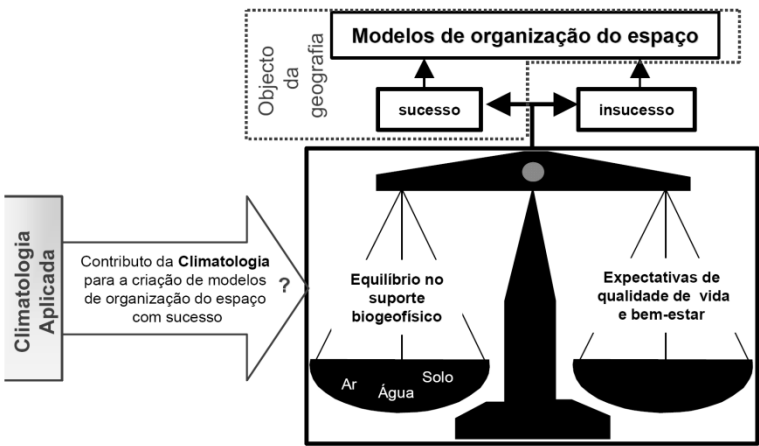 Objecto
da
geografia
Modelos de organização do espaço
sucesso
insucesso
Climatologia
Aplicada
Contributo da Climatologia
para a criação de modelos
de organização do espaço
com sucesso
?
Equilíbrio no
suporte
biogeofísico
Ar
Água
Solo
Expectativas de
qualidade de vida
e bem-estar